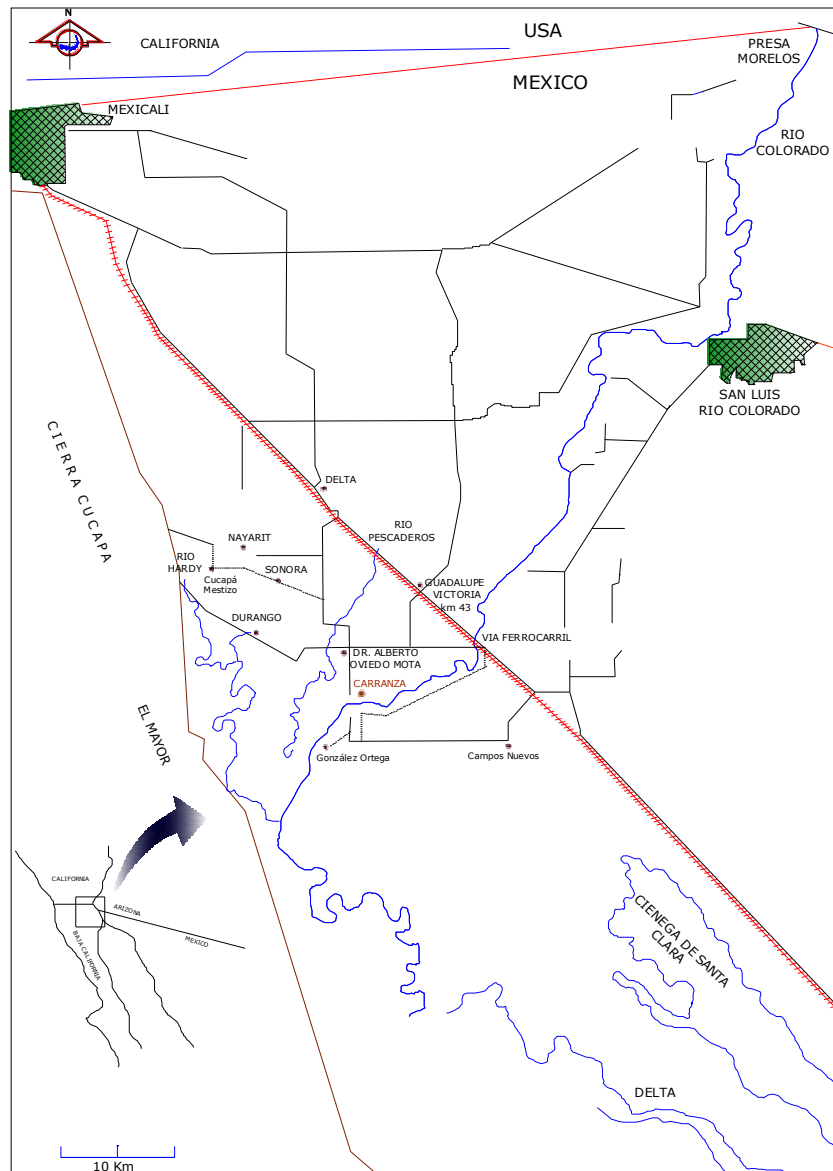 N
USA
CALIFORNIA
PRESA
MORELOS
MEXICO
MEXICALI
RIO
COLORADO
SAN LUIS
RIO COLORADO
CIERRA CUCAPA
DELTA
RIO
PESCADEROS
NAYARIT
RIO
HARDY
SONORA
Cucapá
Mestizo
GUADALUPE
VICTORIA
km 43
DURANGO
VIA FERROCARRIL
DR. ALBERTO
OVIEDO MOTA
CARRANZA
EL MAYOR
González Ortega
Campos Nuevos
CALIFORNIA
ARIZONA
MEXICO
BAJA CALIFORNIA
CIENEGA DE SANTA
CLARA
DELTA
10 Km